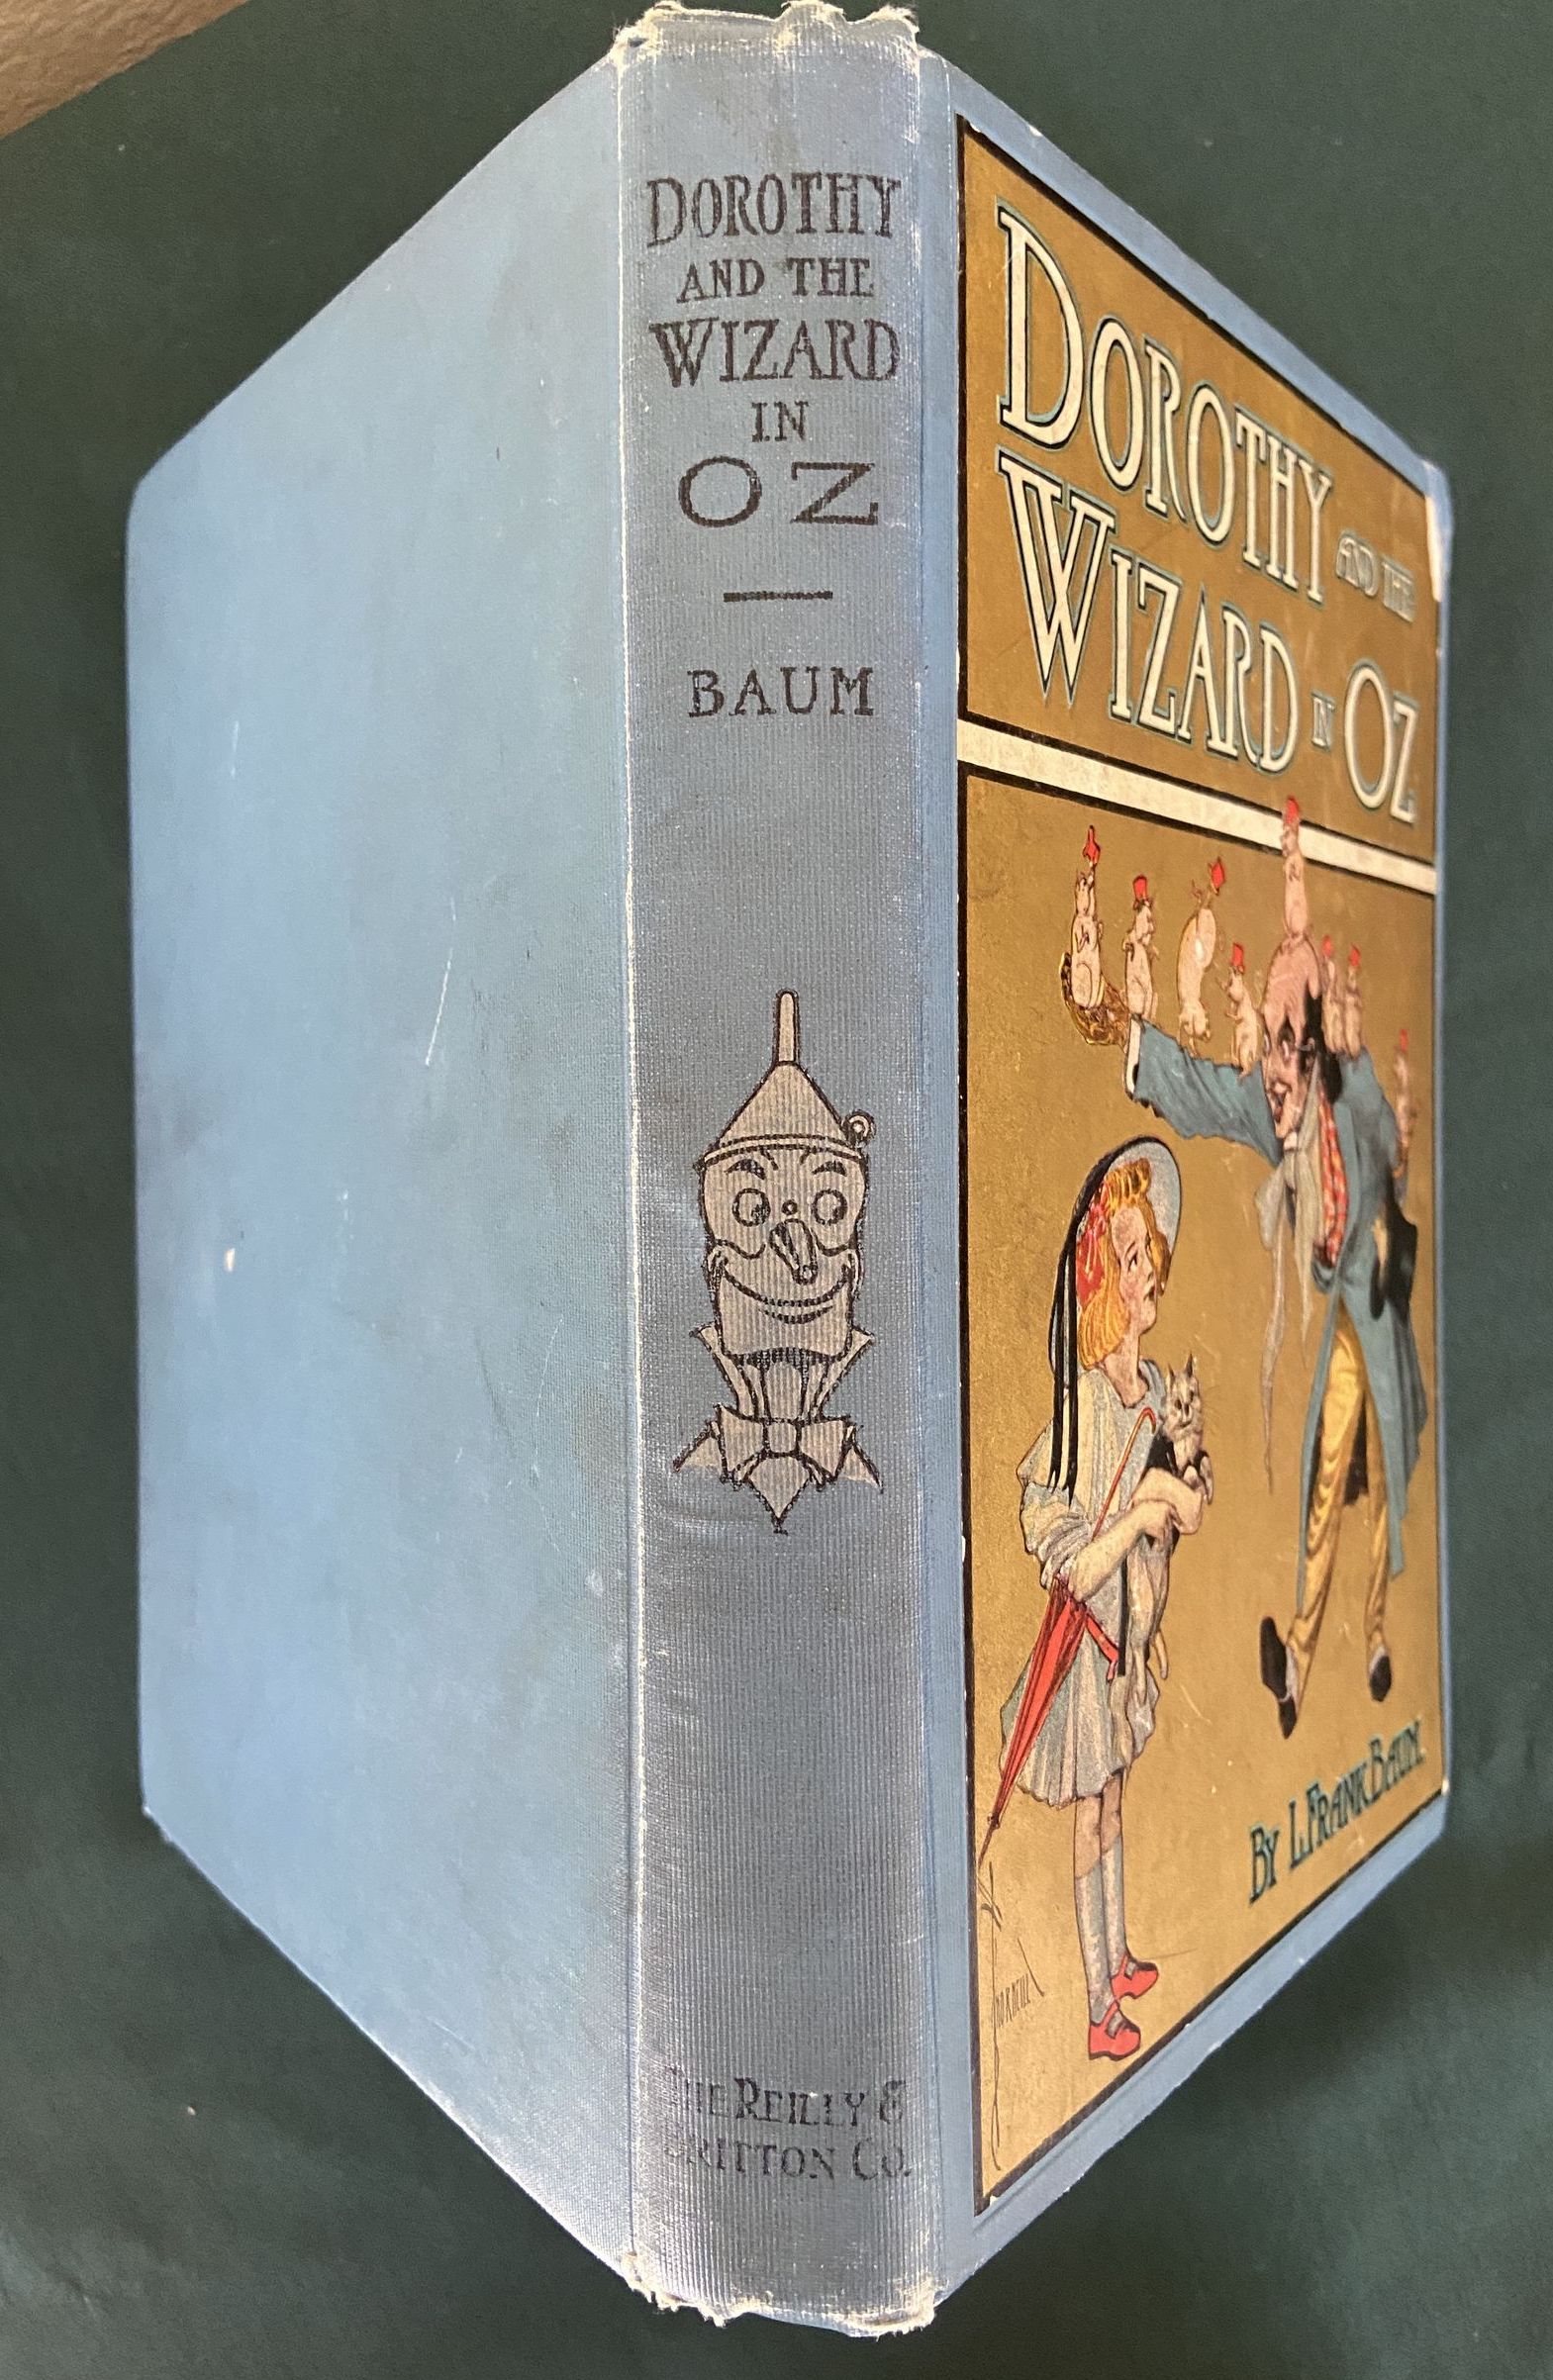 DOROTHY
AND THE
WIZARD
IN
OZ
BAUM
THE REILLY &
BRITTON CO.
DOROTHY AND THE
WIZARD IN OZ
BY L. FRANK BAUM.